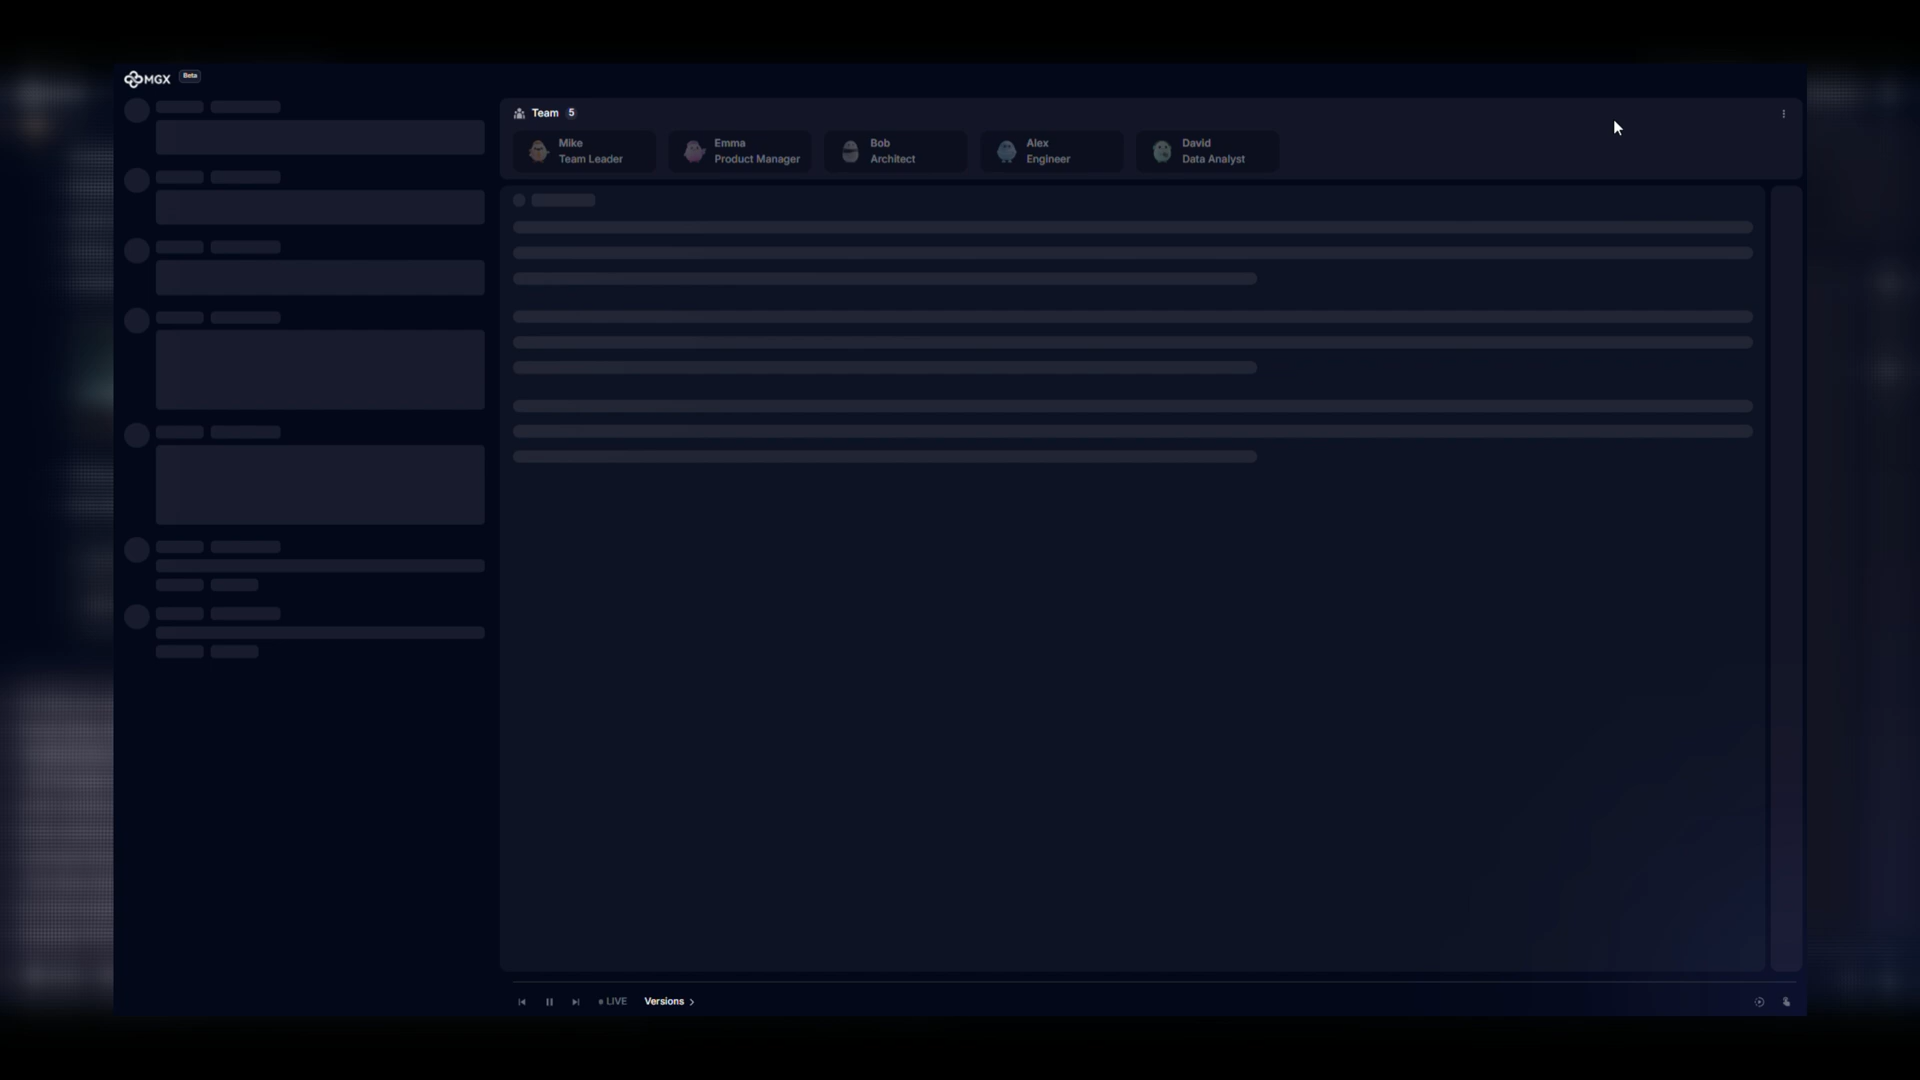 MGX Beta
Team 5
Mike
Team Leader
Emma
Product Manager
Bob
Architect
Alex
Engineer
David
Data Analyst
LIVE
Versions